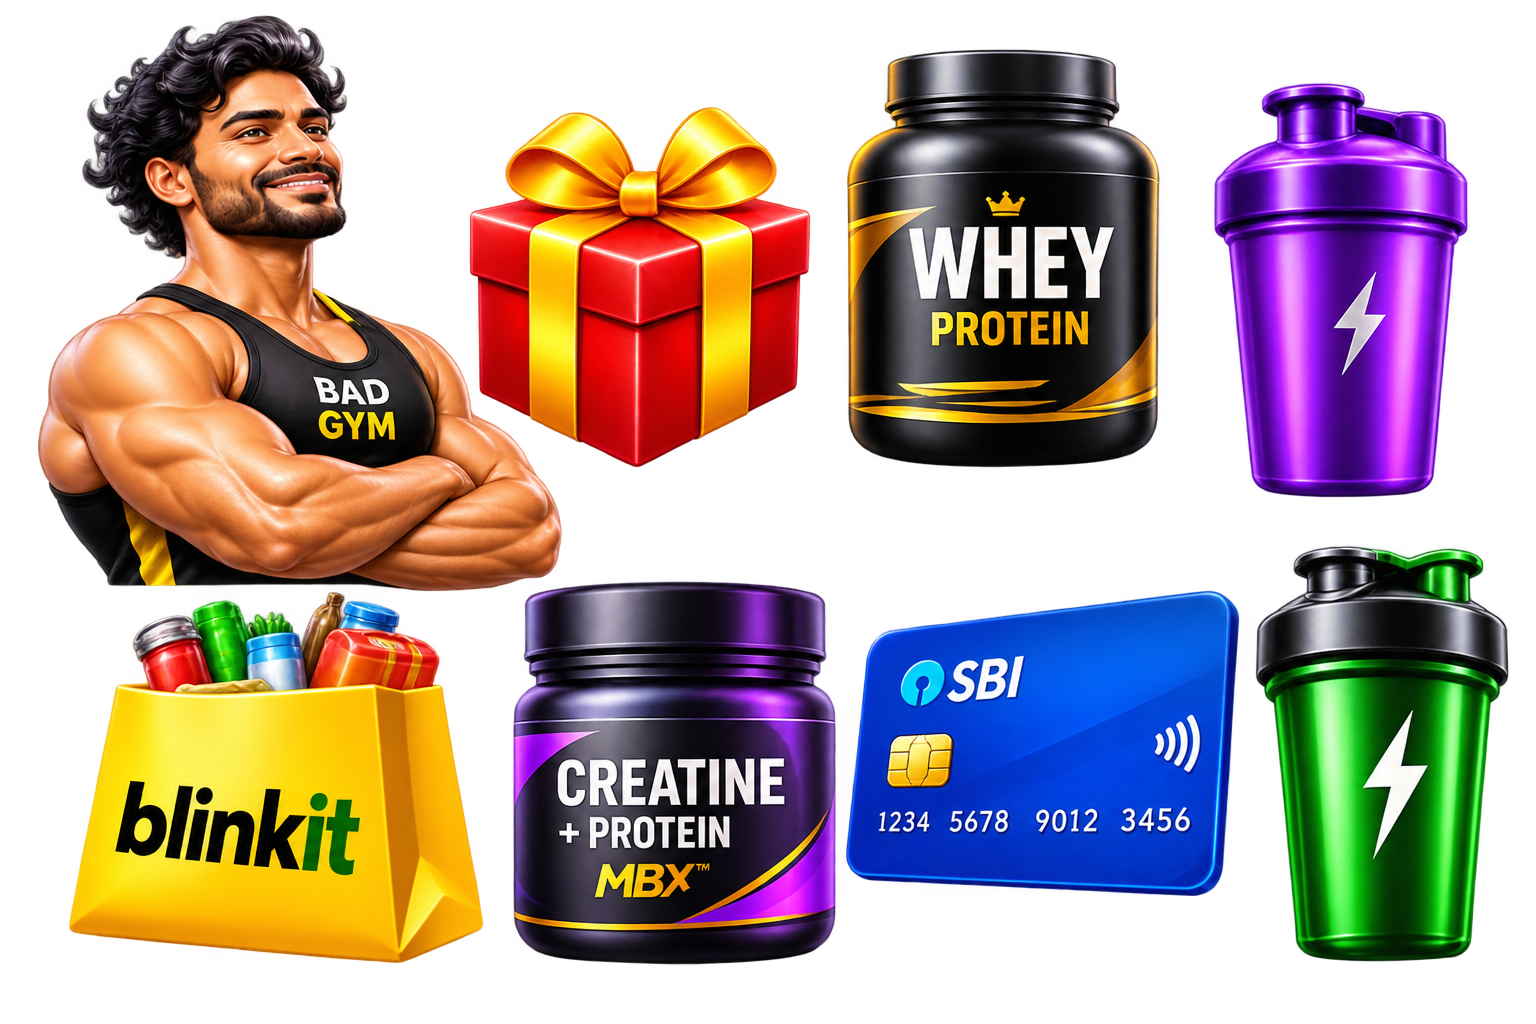 BAD
GYM
WHEY
PROTEIN
blinkit
CREATINE
+ PROTEIN
MBX™
SBI
1234 5678 9012 3456